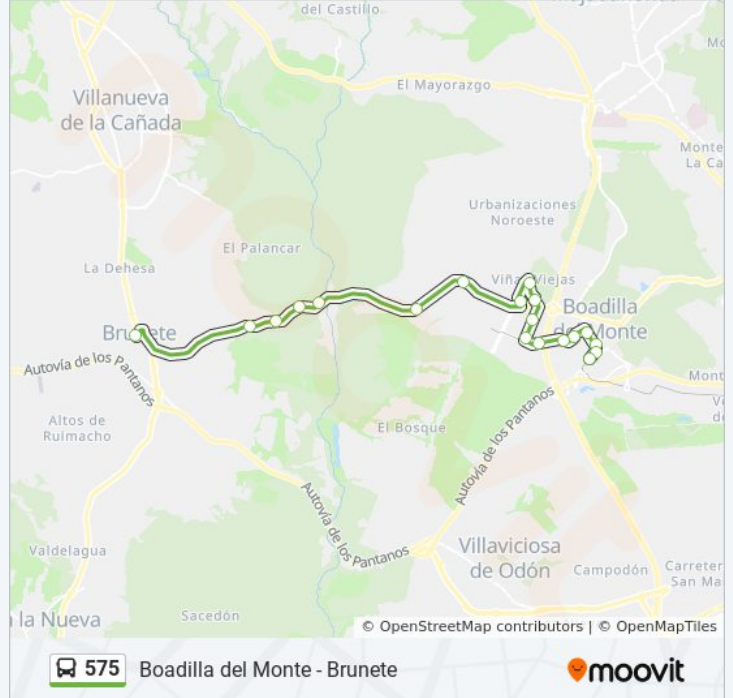 del Castillo
El Mayorazgo
Villanueva
de la Cañada
Monte
La Ca
Urbanizaciones
Noroeste
El Palancar
La Dehesa
Viñas Viejas
Boadilla
del Monte
Brunete
Autovía de los Pantanos
Mont
Altos de
Ruimacho
El Bosque
Autovía de los Pantanos
Autovía de los Pantanos
Valdelagua
Villaviciosa
de Odón
Campodón
Carreter
San Ma
la Nueva
Sacedón
© OpenStreetMap contributors | © OpenMapTiles
575 Boadilla del Monte - Brunete
moovit